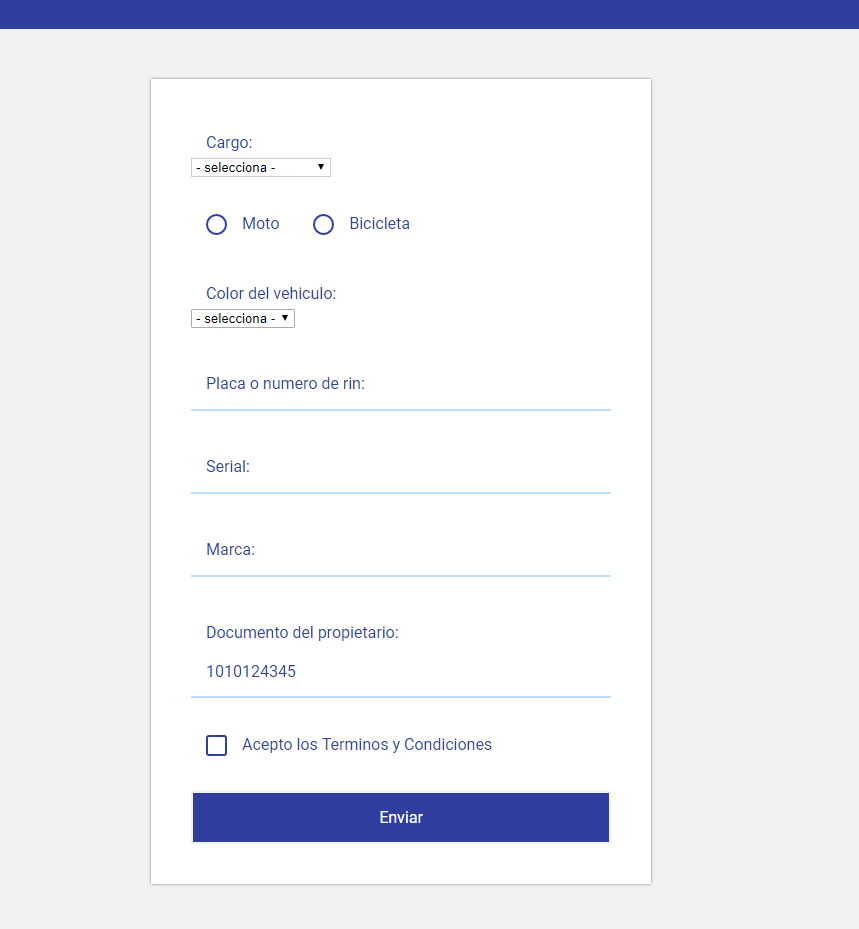 Cargo:
- selecciona -
Moto Bicicleta
Color del vehiculo:
- selecciona -
Placa o numero de rin:
Serial:
Marca:
Documento del propietario:
1010124345
Acepto los Terminos y Condiciones
Enviar